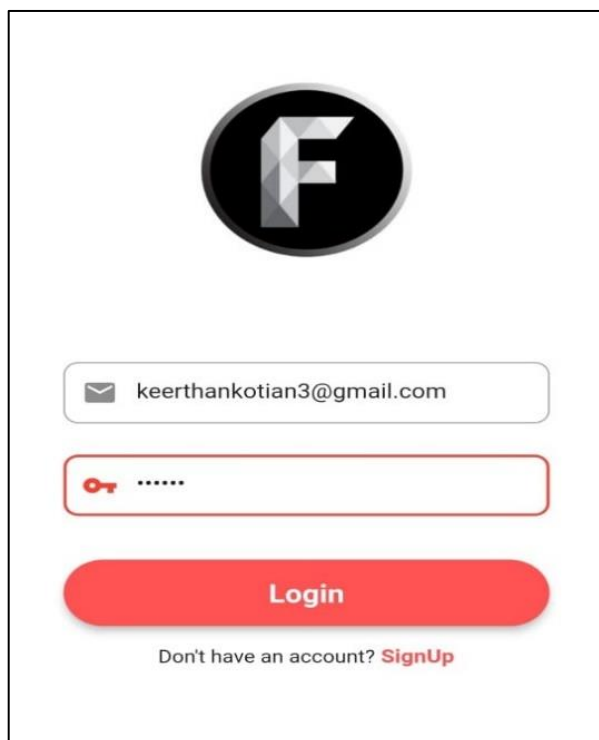 F
keerthankotian3@gmail.com
••••••
Login
Don't have an account? SignUp